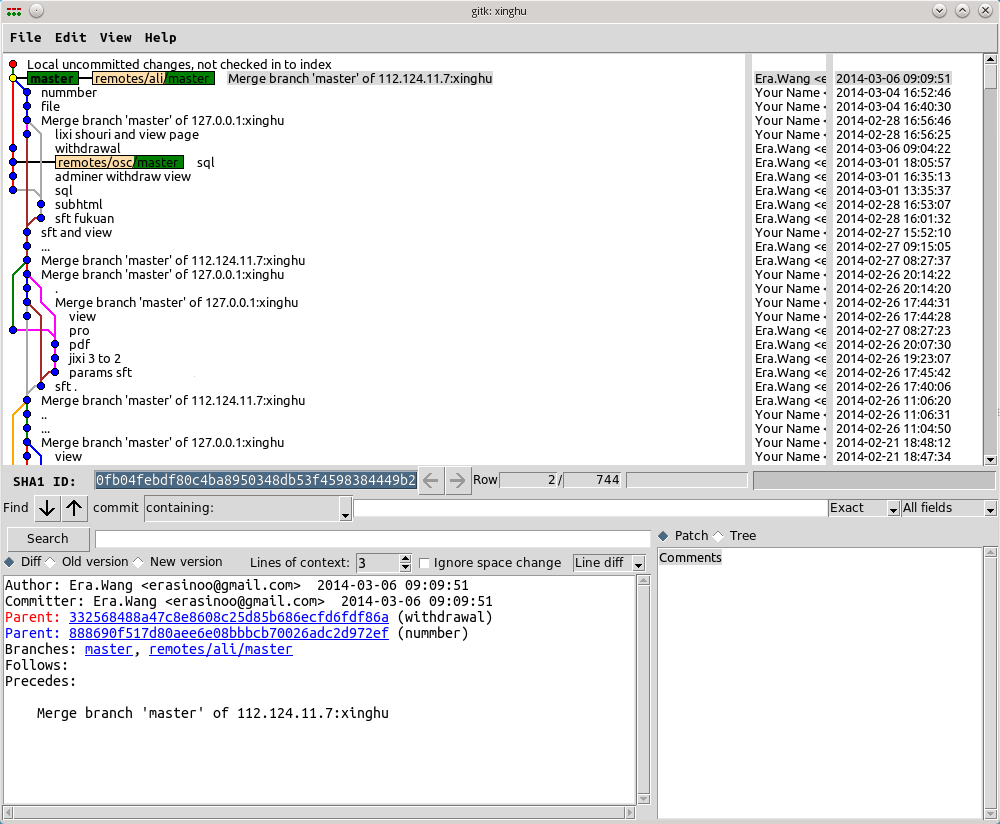 gitk: xinghu
File Edit View Help
Local uncommitted changes, not checked in to index
master remotes/ali/master Merge branch 'master' of 112.124.11.7:xinghu Era.Wang <e 2014-03-06 09:09:51
nummber Your Name 2014-03-04 16:52:46
file Your Name 2014-03-04 16:40:30
Merge branch 'master' of 127.0.0.1:xinghu Your Name 2014-02-28 16:56:46
lixi shouri and view page Your Name 2014-02-28 16:56:25
withdrawal Era.Wang <e 2014-03-06 09:04:22
remotes/osc/master sql Era.Wang <e 2014-03-01 18:05:57
adminer withdraw view Era.Wang <e 2014-03-01 16:35:13
sql Era.Wang <e 2014-03-01 13:35:37
subhtml Era.Wang <e 2014-02-28 16:53:07
sft fukuan Era.Wang <e 2014-02-28 16:01:32
sft and view Your Name 2014-02-27 15:52:10
... Your Name 2014-02-27 09:15:05
Merge branch 'master' of 112.124.11.7:xinghu Era.Wang <e 2014-02-27 08:27:37
Merge branch 'master' of 127.0.0.1:xinghu Your Name 2014-02-26 20:14:22
. Your Name 2014-02-26 20:14:20
Merge branch 'master' of 127.0.0.1:xinghu Your Name 2014-02-26 17:44:31
view Your Name 2014-02-26 17:44:28
pro Era.Wang <e 2014-02-27 08:27:23
pdf Era.Wang <e 2014-02-26 20:07:30
jixi 3 to 2 Era.Wang <e 2014-02-26 19:23:07
params sft Era.Wang <e 2014-02-26 17:45:42
sft . Era.Wang <e 2014-02-26 17:40:06
Merge branch 'master' of 112.124.11.7:xinghu Era.Wang <e 2014-02-26 11:06:20
.. Your Name 2014-02-26 11:06:31
... Your Name 2014-02-26 11:04:50
Merge branch 'master' of 127.0.0.1:xinghu Your Name 2014-02-21 18:48:12
view Your Name 2014-02-21 18:47:34
SHA1 ID: 0fb04febdf80c4ba8950348db53f4598384449b2 Row 2 / 744
Find commit containing: Exact All fields
Search
Patch Tree
Diff Old version New version Lines of context: 3 Ignore space change Line diff
Comments
Author: Era.Wang <erasinoo@gmail.com> 2014-03-06 09:09:51
Committer: Era.Wang <erasinoo@gmail.com> 2014-03-06 09:09:51
Parent: 332568488a47c8e8608c25d85b686ecfd6fdf86a (withdrawal)
Parent: 888690f517d80aee6e08bbbcb70026adc2d972ef (nummber)
Branches: master, remotes/ali/master
Follows:
Precedes:
Merge branch 'master' of 112.124.11.7:xinghu